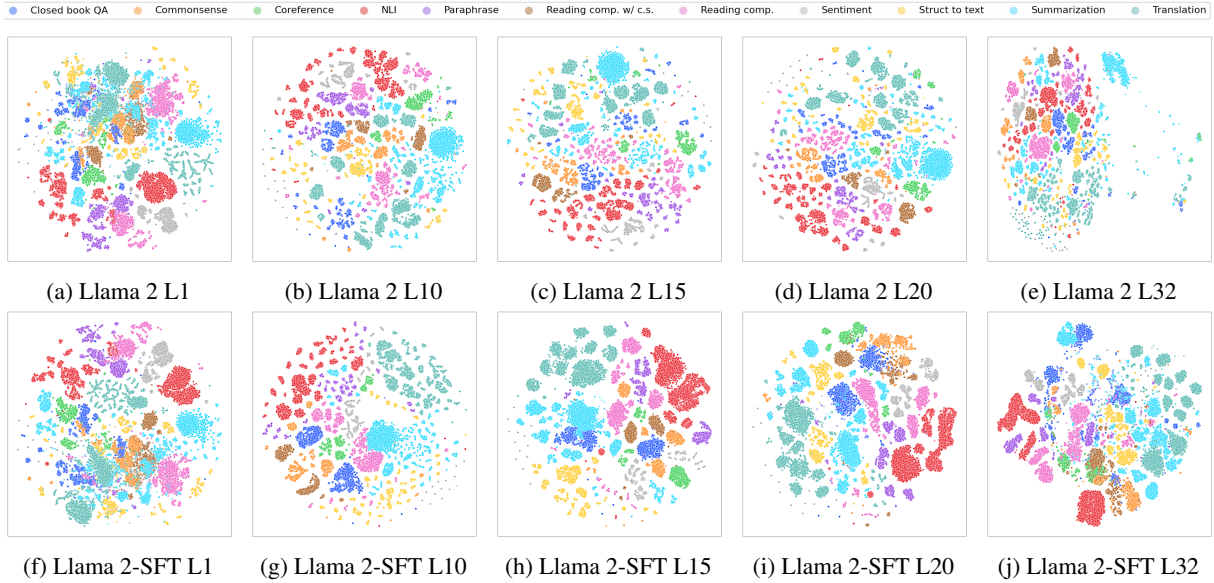 Closed book QA Commonsense Coreference NLI Paraphrase Reading comp. w/ c.s. Reading comp. Sentiment Struct to text Summarization Translation
(a) Llama 2 L1 (b) Llama 2 L10 (c) Llama 2 L15 (d) Llama 2 L20 (e) Llama 2 L32
(f) Llama 2-SFT L1 (g) Llama 2-SFT L10 (h) Llama 2-SFT L15 (i) Llama 2-SFT L20 (j) Llama 2-SFT L32